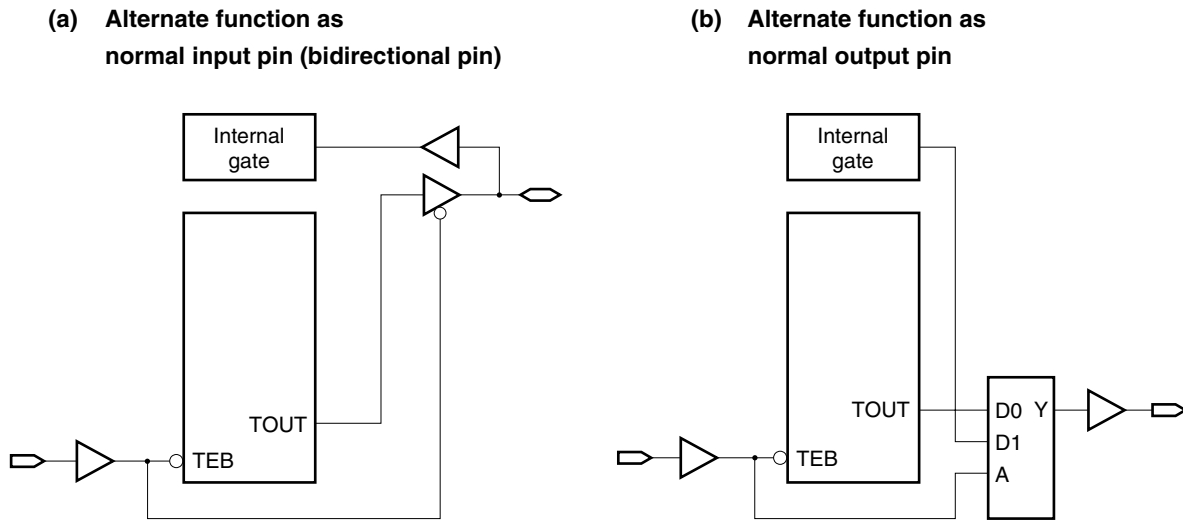 (a) Alternate function as
normal input pin (bidirectional pin)
Internal
gate
TOUT
TEB
(b) Alternate function as
normal output pin
Internal
gate
TOUT
TEB
D0 Y
D1
A